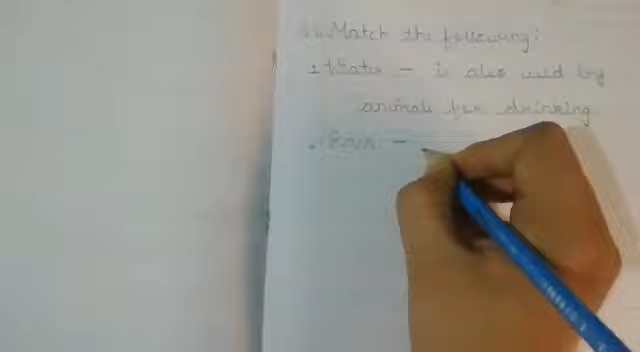 Match the following:
1 Water - is also used by
animals for drinking
. Rain -